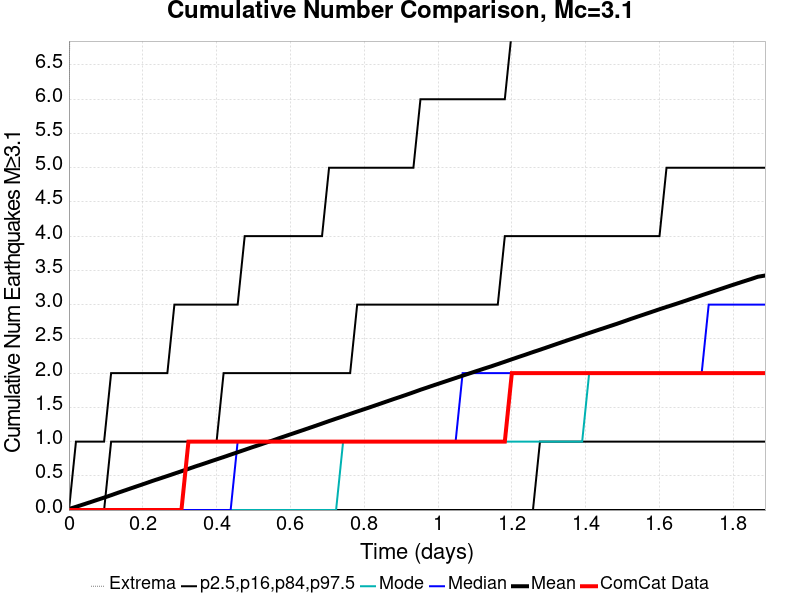 Cumulative Number Comparison, Mc=3.1
Cumulative Num Earthquakes M≥3.1
6.5
6.0
5.5
5.0
4.5
4.0
3.5
3.0
2.5
2.0
1.5
1.0
0.5
0.0
0 0.2 0.4 0.6 0.8 1 1.2 1.4 1.6 1.8
Time (days)
Extrema p2.5,p16,p84,p97.5 Mode Median Mean ComCat Data